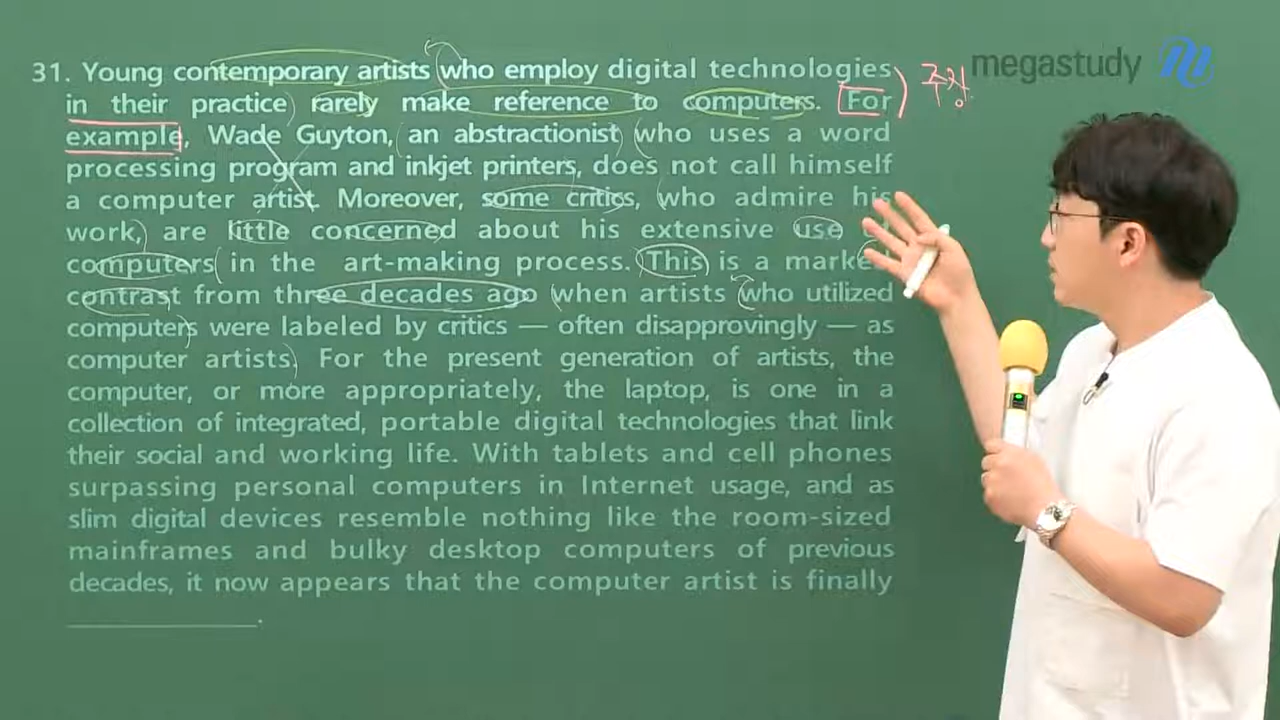 31. Young contemporary artists who employ digital technologies
in their practice rarely make reference to computers. For
example, Wade Guyton, an abstractionist who uses a word
processing program and inkjet printers, does not call himself
a computer artist. Moreover, some critics, who admire his
work, are little concerned about his extensive use
computers in the art-making process. This is a marked
contrast from three decades ago when artists who utilized
computers were labeled by critics — often disapprovingly — as
computer artists. For the present generation of artists, the
computer, or more appropriately, the laptop, is one in a
collection of integrated, portable digital technologies that link
their social and working life. With tablets and cell phones
surpassing personal computers in Internet usage, and as
slim digital devices resemble nothing like the room-sized
mainframes and bulky desktop computers of previous
decades, it now appears that the computer artist is finally
주장
megastudy